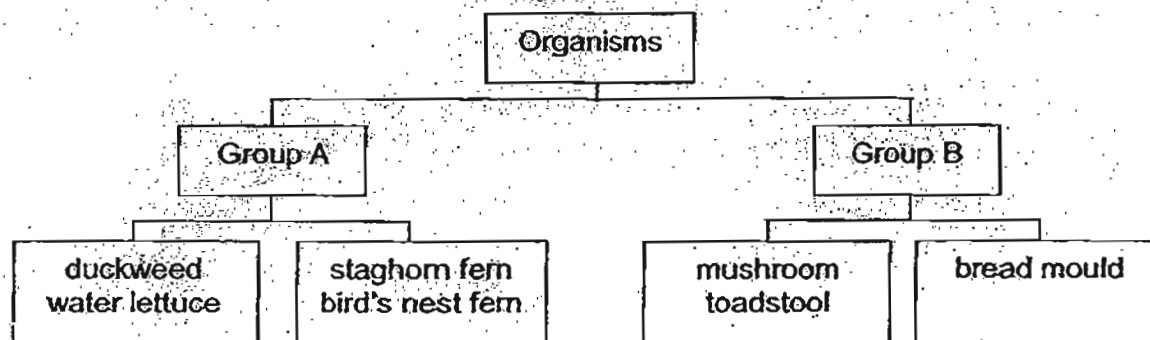 Organisms
Group A
Group B
duckweed
water lettuce
staghorn fern
bird's nest fern
mushroom
toadstool
bread mould